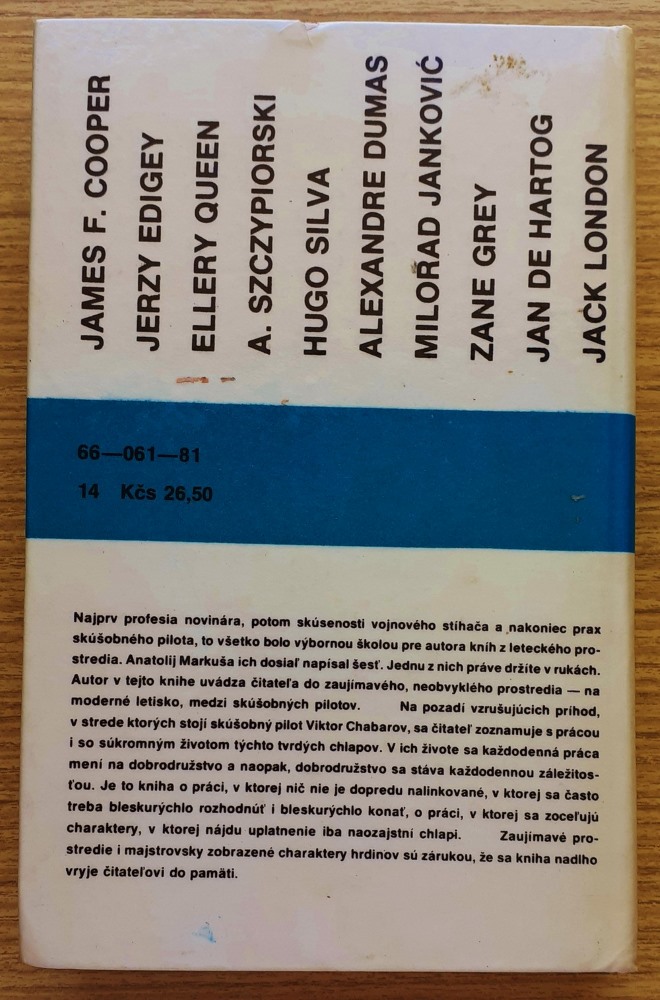 JAMES F. COOPER
JERZY EDIGEY
ELLERY QUEEN
A. SZCZYPIORSKI
HUGO SILVA
ALEXANDRE DUMAS
MILORAD JANKOVIĆ
ZANE GREY
JAN DE HARTOG
JACK LONDON
66—061—81
14 Kčs 26,50
Najprv profesia novinára, potom skúsenosti vojnového stíhača a nakoniec prax
skúšobného pilota, to všetko bolo výbornou školou pre autora kníh z leteckého pro-
stredia. Anatolij Markuša ich dosiaľ napísal šesť. Jednu z nich práve držíte v rukách.
Autor v tejto knihe uvádza čitateľa do zaujímavého, neobvyklého prostredia — na
moderné letisko, medzi skúšobných pilotov. Na pozadí vzrušujúcich príhod,
v strede ktorých stojí skúšobný pilot Viktor Chabarov, sa čitateľ zoznamuje s prácou
i so súkromným životom týchto tvrdých chlapov. V ich živote sa každodenná práca
mení na dobrodružstvo a naopak, dobrodružstvo sa stáva každodennou záležitos-
ťou. Je to kniha o práci, v ktorej nič nie je dopredu nalinkované, v ktorej sa často
treba bleskurýchlo rozhodnúť i bleskurýchlo konať, o práci, v ktorej sa zoceľujú
charaktery, v ktorej nájdu uplatnenie iba naozajstní chlapi. Zaujímavé pro-
stredie i majstrovsky zobrazené charaktery hrdinov sú zárukou, že sa kniha nadlho
vryje čitateľovi do pamäti.